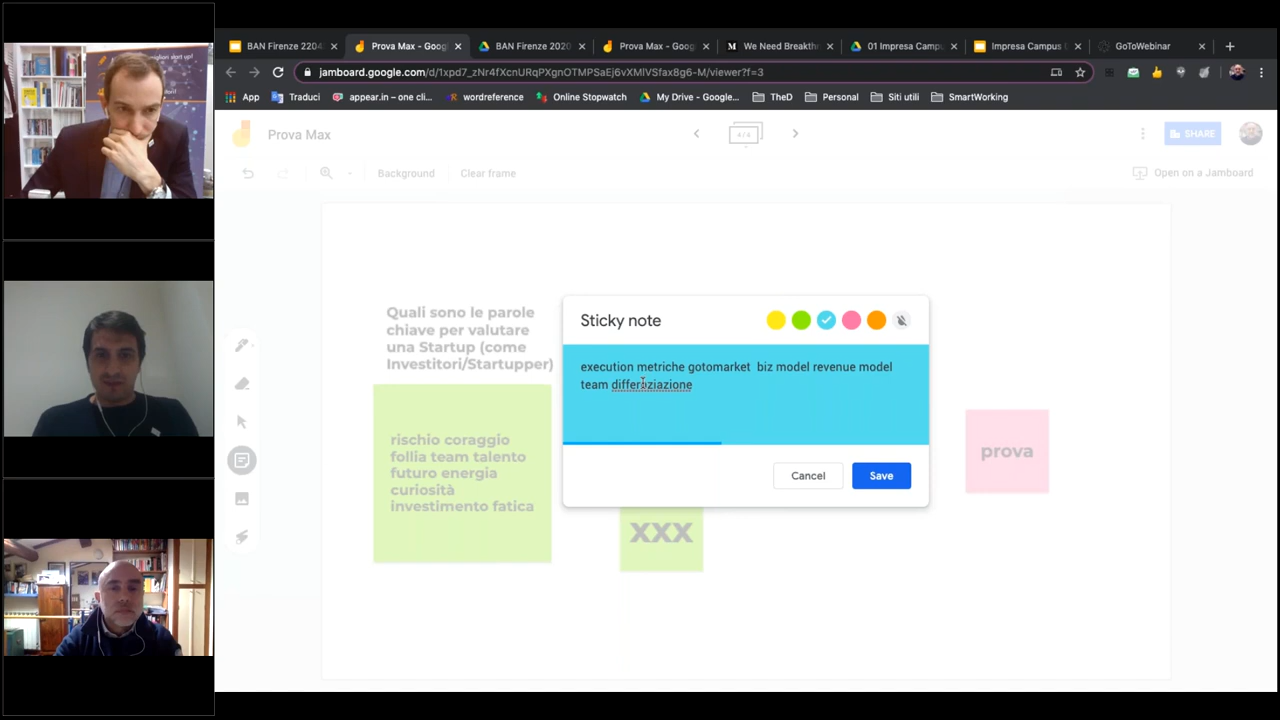 BAN Firenze 2204
Prova Max - Goog
BAN Firenze 2020
Prova Max - Goog
We Need Breakth
01 Impresa Camp
Impresa Campus
GoToWebinar
jamboard.google.com/d/1xpd7_zNr4fXcnURqPXgnOTMPSaEj6vXMlVSfax8g6-M/viewer?f=3
App
Traduci
appear.in – one cli...
wordreference
Online Stopwatch
My Drive - Google...
TheD
Personal
Siti utili
SmartWorking
Prova Max
4/4
SHARE
Background
Clear frame
Open on a Jamboard
Quali sono le parole
chiave per valutare
una Startup (come
Investitori/Startupper)
rischio coraggio
follia team talento
futuro energia
curiosità
investimento fatica
Sticky note
execution metriche gotomarket biz model revenue model
team differaziazione
Cancel
Save
xxx
prova